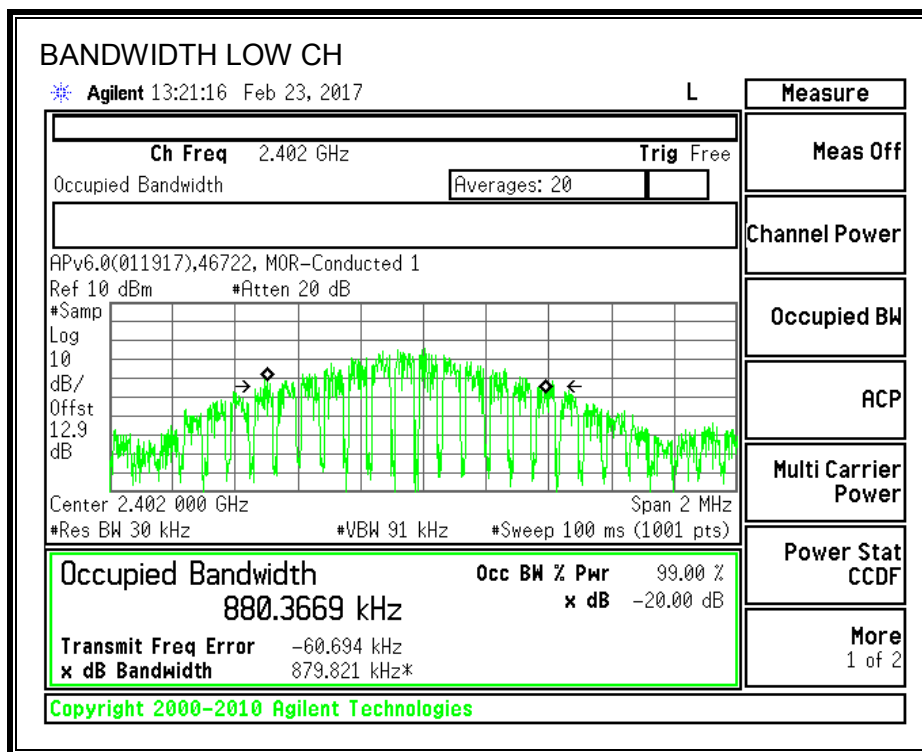 BANDWIDTH LOW CH
Agilent 13:21:16 Feb 23, 2017 L
Measure
Ch Freq 2.402 GHz Trig Free
Meas Off
Occupied Bandwidth Averages: 20
Channel Power
APv6.0(011917),46722, MOR-Conducted 1
Ref 10 dBm #Atten 20 dB
#Samp
Log
10
dB/
Offst
12.9
dB
Occupied BW
ACP
Multi Carrier
Power
Center 2.402 000 GHz Span 2 MHz
#Res BW 30 kHz #VBW 91 kHz #Sweep 100 ms (1001 pts)
Occupied Bandwidth Occ BW % Pwr 99.00 %
880.3669 kHz x dB -20.00 dB
Power Stat
CCDF
Transmit Freq Error -60.694 kHz
x dB Bandwidth 879.821 kHz*
More
1 of 2
Copyright 2000-2010 Agilent Technologies